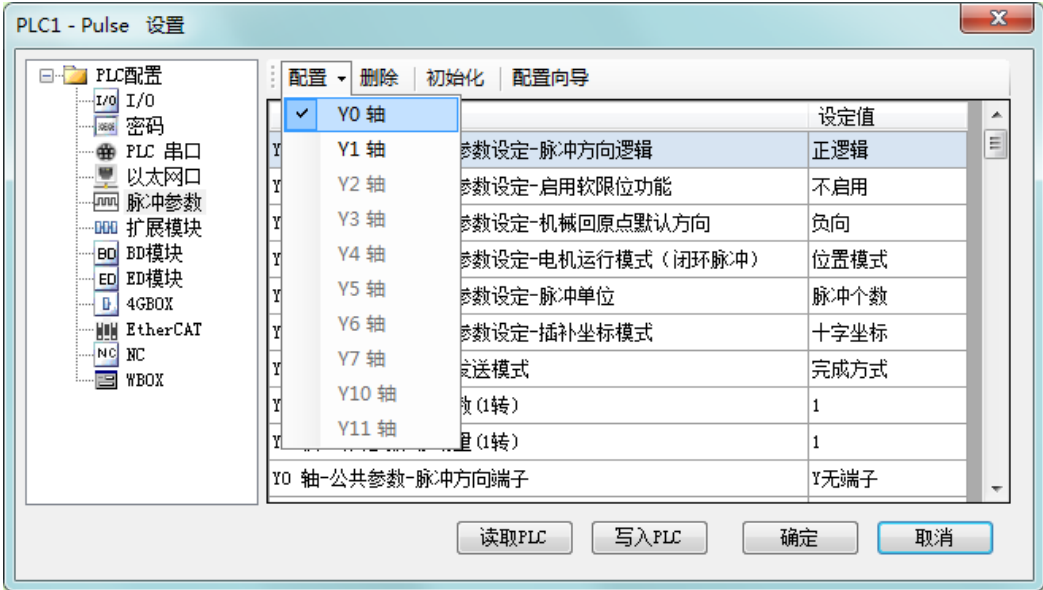 PLC1 - Pulse 设置
X
PLC配置
I/O I/O
密码
PLC 串口
以太网口
脉冲参数
扩展模块
BD BD模块
ED ED模块
4GBOX
EtherCAT
NC NC
WBOX
配置 删除 初始化 配置向导
Y0 轴
Y1 轴
Y2 轴
Y3 轴
Y4 轴
Y5 轴
Y6 轴
Y7 轴
Y10 轴
Y11 轴
设定值
参数设定-脉冲方向逻辑 正逻辑
参数设定-启用软限位功能 不启用
参数设定-机械回原点默认方向 负向
参数设定-电机运行模式（闭环脉冲） 位置模式
参数设定-脉冲单位 脉冲个数
参数设定-插补坐标模式 十字坐标
发送模式 完成方式
数(1转) 1
量(1转) 1
Y0 轴-公共参数-脉冲方向端子 Y无端子
读取PLC 写入PLC 确定 取消